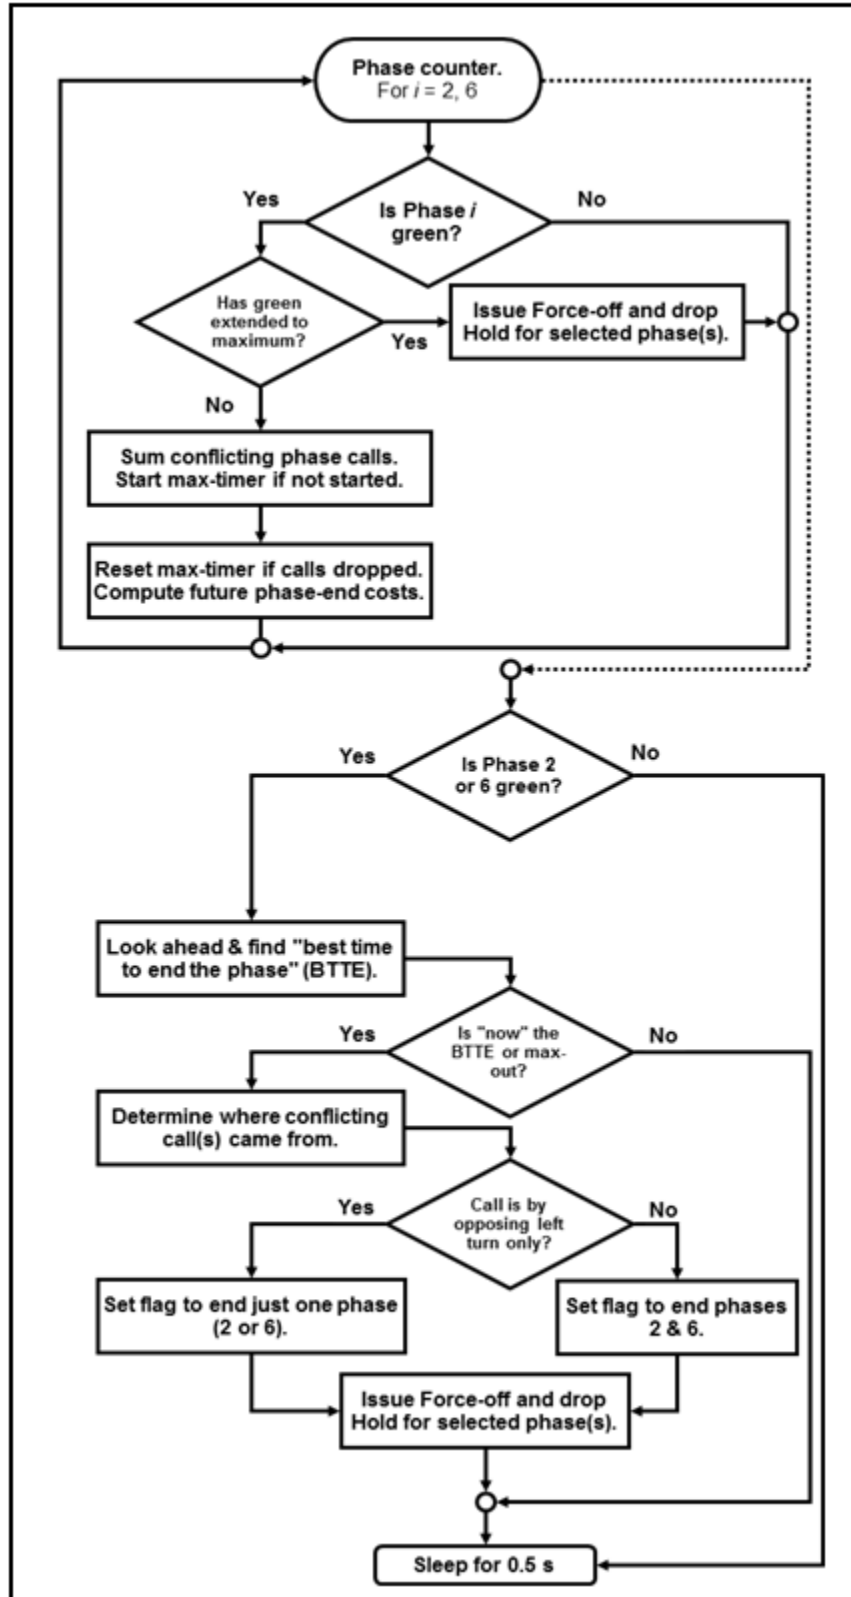 Phase counter.
For i = 2, 6
Yes
Is Phase i
green?
No
Has green
extended to
maximum?
Yes
Issue Force-off and drop
Hold for selected phase(s).
No
Sum conflicting phase calls.
Start max-timer if not started.
Reset max-timer if calls dropped.
Compute future phase-end costs.
Yes
Is Phase 2
or 6 green?
No
Look ahead & find "best time
to end the phase" (BTTE).
Yes
Is "now" the
BTTE or max-
out?
No
Determine where conflicting
call(s) came from.
Yes
Call is by
opposing left
turn only?
No
Set flag to end just one phase
(2 or 6).
Set flag to end phases
2 & 6.
Issue Force-off and drop
Hold for selected phase(s).
Sleep for 0.5 s